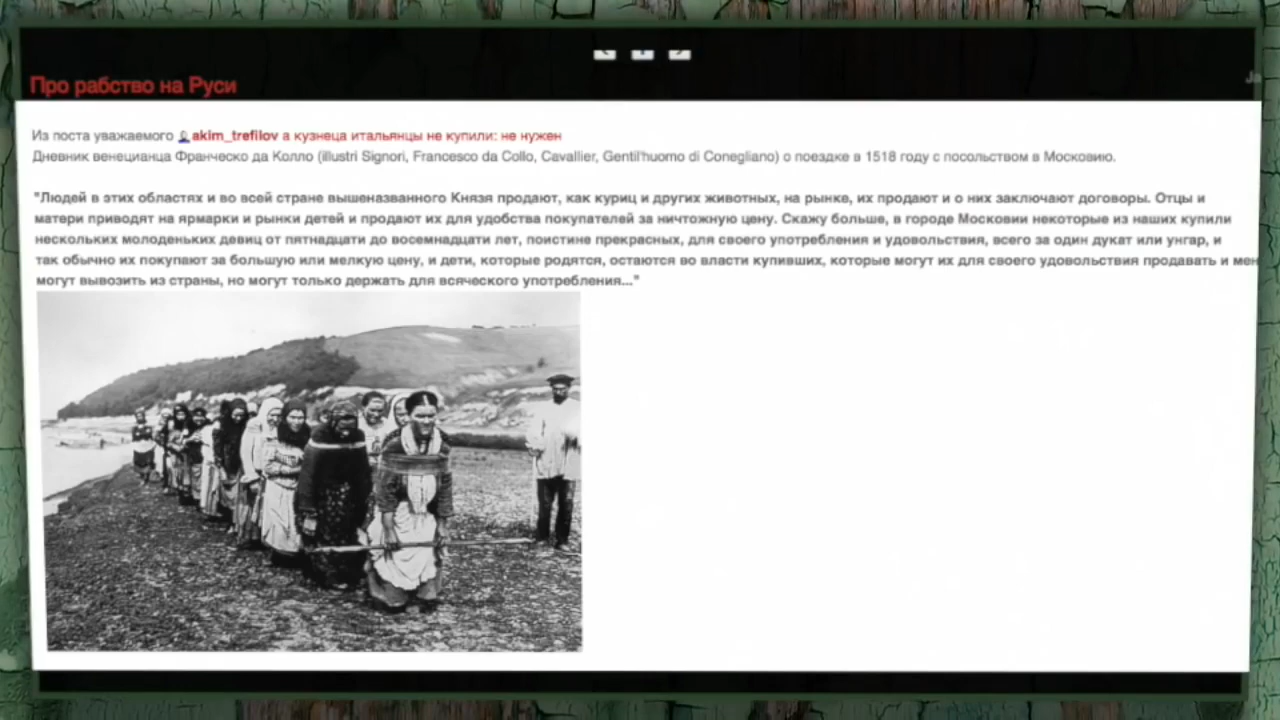 Про рабство на Руси
Из поста уважаемого akim_trefilov а кузнеца итальянцы не купили: не нужен
Дневник венецианца Франческо да Колло (illustri Signori, Francesco da Collo, Cavallier, Gentil'huomo di Conegliano) о поездке в 1518 году с посольством в Московию.
"Людей в этих областях и во всей стране вышеназванного Князя продают, как куриц и других животных, на рынке, их продают и о них заключают договоры. Отцы и
матери приводят на ярмарки и рынки детей и продают их для удобства покупателей за ничтожную цену. Скажу больше, в городе Московии некоторые из наших купили
нескольких молоденьких девиц от пятнадцати до восемнадцати лет, поистине прекрасных, для своего употребления и удовольствия, всего за один дукат или унгар, и
так обычно их покупают за большую или мелкую цену, и дети, которые родятся, остаются во власти купивших, которые могут их для своего удовольствия продавать и мен
могут вывозить из страны, но могут только держать для всяческого употребления..."